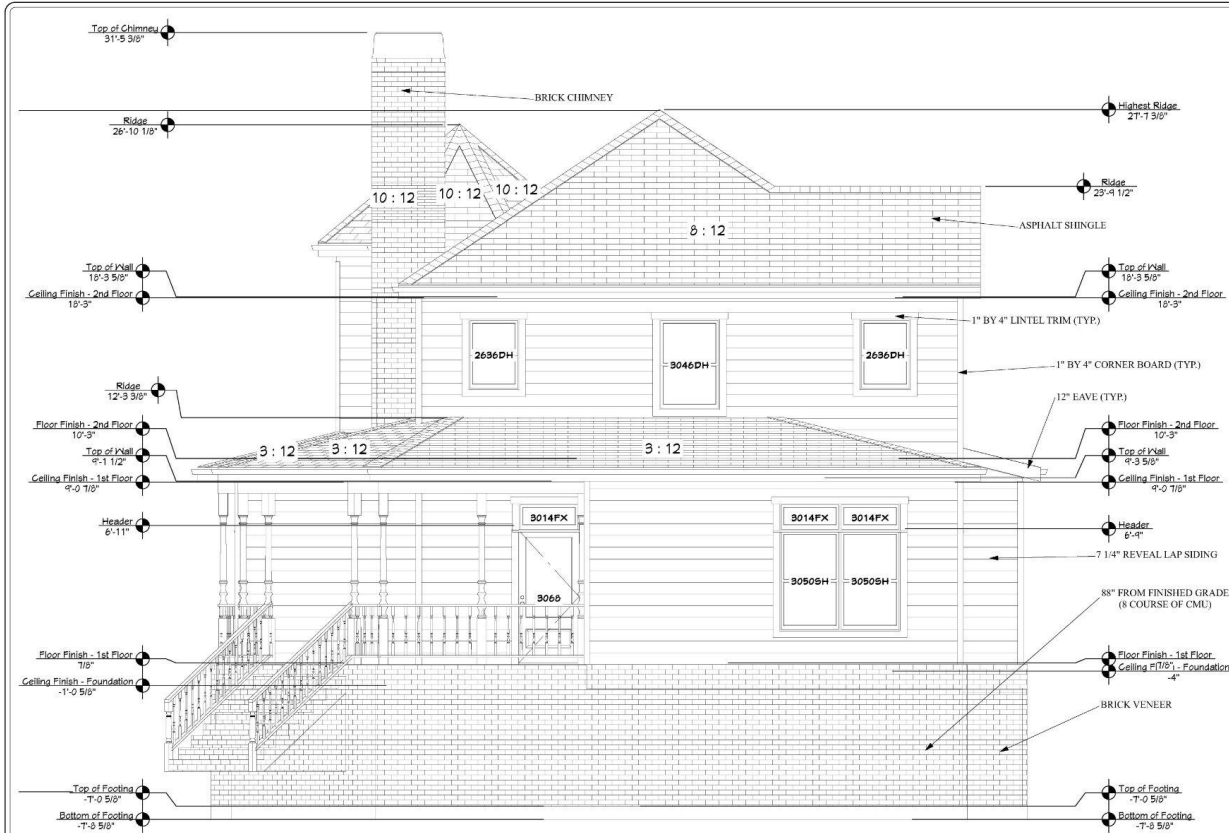 Top of Chimney
31'-5 3/8"
BRICK CHIMNEY
Highest Ridge
27'-7 3/8"
Ridge
26'-10 1/8"
Ridge
23'-9 1/2"
10 : 12
10 : 12
10 : 12
8 : 12
ASPHALT SHINGLE
Top of Wall
18'-3 5/8"
Ceiling Finish - 2nd Floor
18'-3"
Top of Wall
18'-3 5/8"
Ceiling Finish - 2nd Floor
18'-3"
1" BY 4" LINTEL TRIM (TYP.)
2636DH
3046DH
2636DH
1" BY 4" CORNER BOARD (TYP.)
Ridge
12'-3 3/8"
12" EAVE (TYP.)
Floor Finish - 2nd Floor
10'-3"
Top of Wall
9'-1 1/2"
Ceiling Finish - 1st Floor
9'-0 7/8"
3 : 12
3 : 12
3 : 12
Floor Finish - 2nd Floor
10'-3"
Top of Wall
9'-3 5/8"
Ceiling Finish - 1st Floor
9'-0 7/8"
Header
6'-11"
3014FX
3014FX
3014FX
Header
6'-9"
7 1/4" REVEAL LAP SIDING
3068
3050SH
3050SH
88" FROM FINISHED GRADE
(8 COURSE OF CMU)
Floor Finish - 1st Floor
7/8"
Ceiling Finish - Foundation
-1'-0 5/8"
Floor Finish - 1st Floor
7/8"
Ceiling - Foundation
-4"
BRICK VENEER
Top of Footing
-7'-0 5/8"
Bottom of Footing
-7'-8 5/8"
Top of Footing
-7'-0 5/8"
Bottom of Footing
-7'-8 5/8"